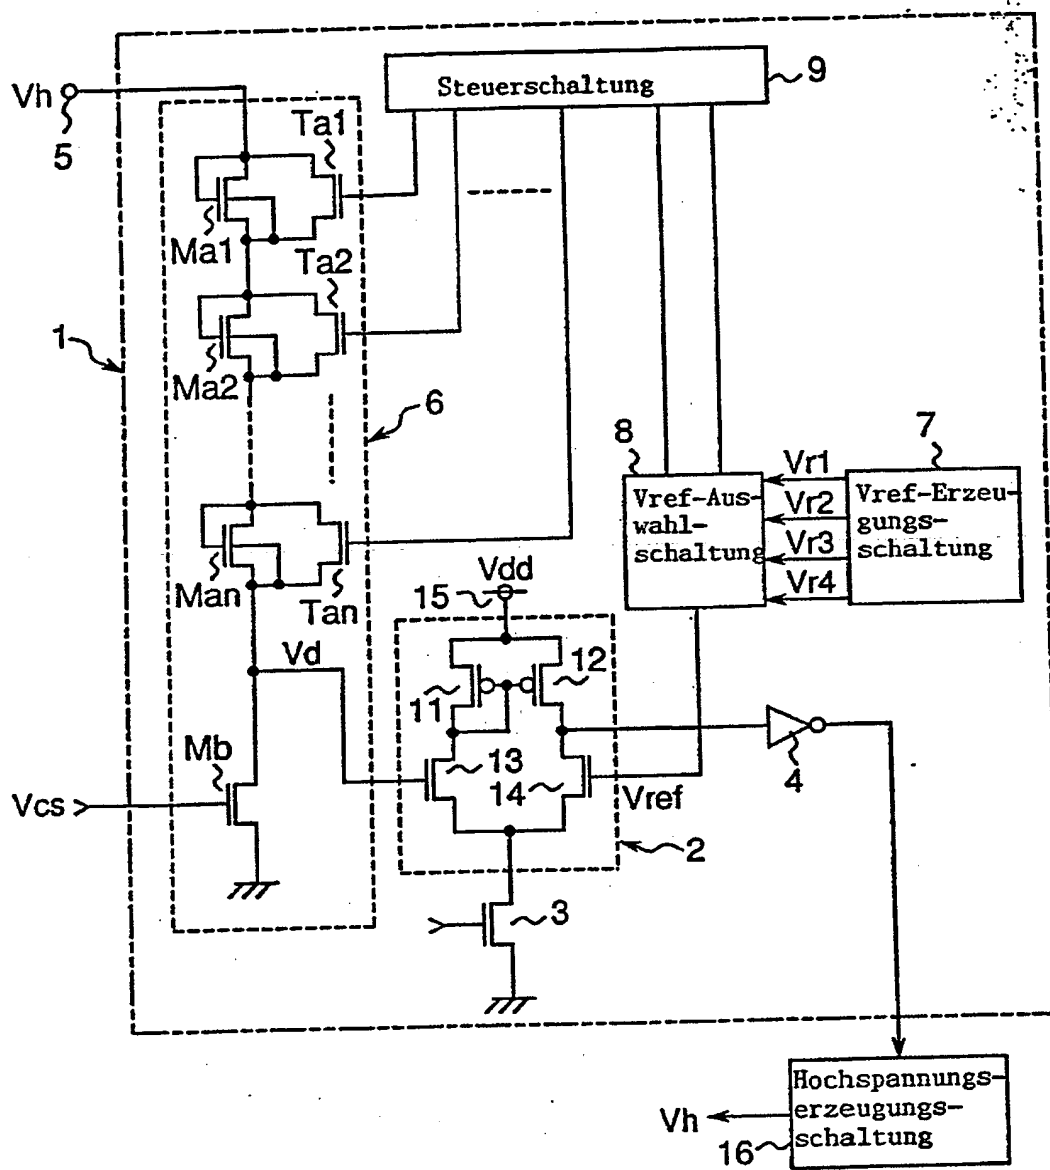 Steuerschaltung
9
Vh
5
Ta1
Ma1
Ta2
1
Ma2
6
8
7
Vref-Aus-
wahl-
schaltung
Vr1
Vr2
Vr3
Vr4
Vref-Erzeu-
gungs-
schaltung
Man
Tan
Vdd
15
Vd
11
12
Mb
13
14
Vref
4
Vcs
2
3
Hochspannungs-
erzeugungs-
schaltung
Vh
16